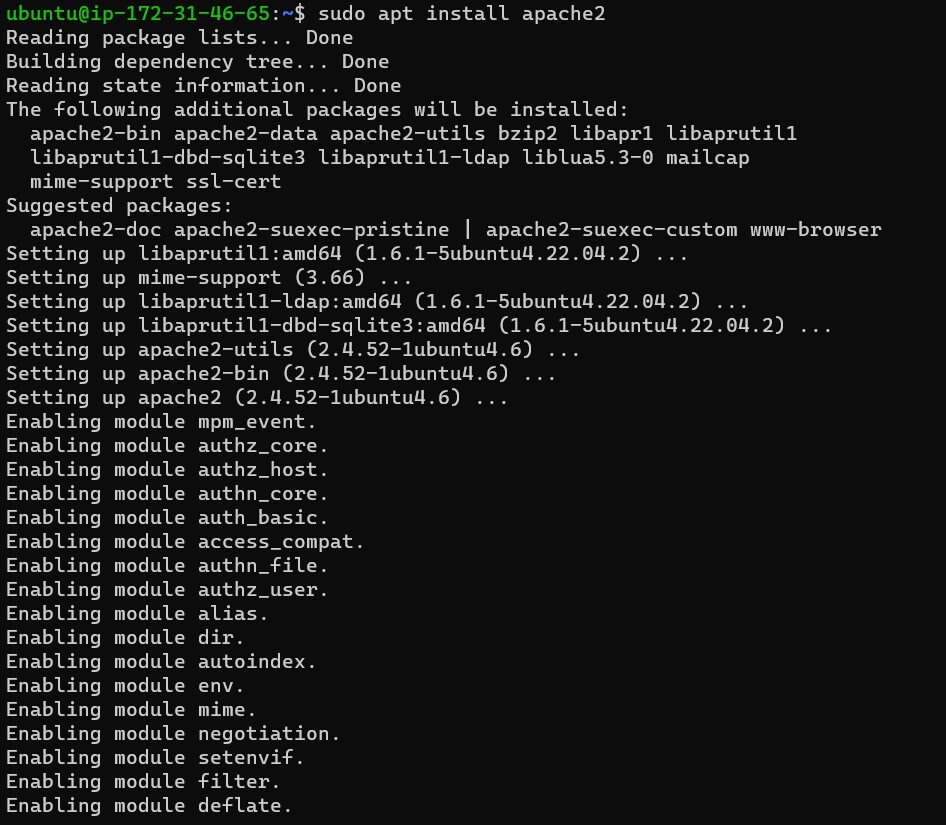 ubuntu@ip-172-31-46-65:~$ sudo apt install apache2
Reading package lists... Done
Building dependency tree... Done
Reading state information... Done
The following additional packages will be installed:
  apache2-bin apache2-data apache2-utils bzip2 libapr1 libaprutil1
  libaprutil1-dbd-sqlite3 libaprutil1-ldap liblua5.3-0 mailcap
  mime-support ssl-cert
Suggested packages:
  apache2-doc apache2-suexec-pristine | apache2-suexec-custom www-browser
Setting up libaprutil1:amd64 (1.6.1-5ubuntu4.22.04.2) ...
Setting up mime-support (3.66) ...
Setting up libaprutil1-ldap:amd64 (1.6.1-5ubuntu4.22.04.2) ...
Setting up libaprutil1-dbd-sqlite3:amd64 (1.6.1-5ubuntu4.22.04.2) ...
Setting up apache2-utils (2.4.52-1ubuntu4.6) ...
Setting up apache2-bin (2.4.52-1ubuntu4.6) ...
Setting up apache2 (2.4.52-1ubuntu4.6) ...
Enabling module mpm_event.
Enabling module authz_core.
Enabling module authz_host.
Enabling module authn_core.
Enabling module auth_basic.
Enabling module access_compat.
Enabling module authn_file.
Enabling module authz_user.
Enabling module alias.
Enabling module dir.
Enabling module autoindex.
Enabling module env.
Enabling module mime.
Enabling module negotiation.
Enabling module setenvif.
Enabling module filter.
Enabling module deflate.